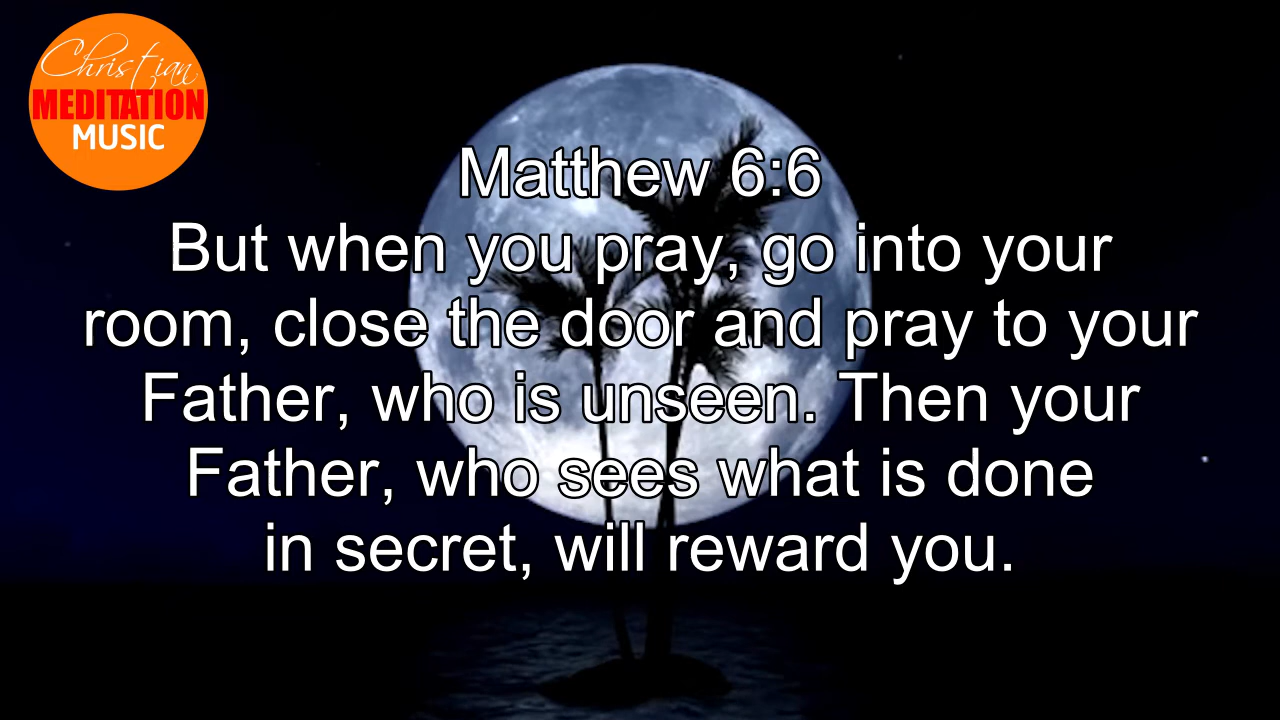 Christian
MEDITATION
MUSIC
Matthew 6:6
But when you pray, go into your
room, close the door and pray to your
Father, who is unseen. Then your
Father, who sees what is done
in secret, will reward you.